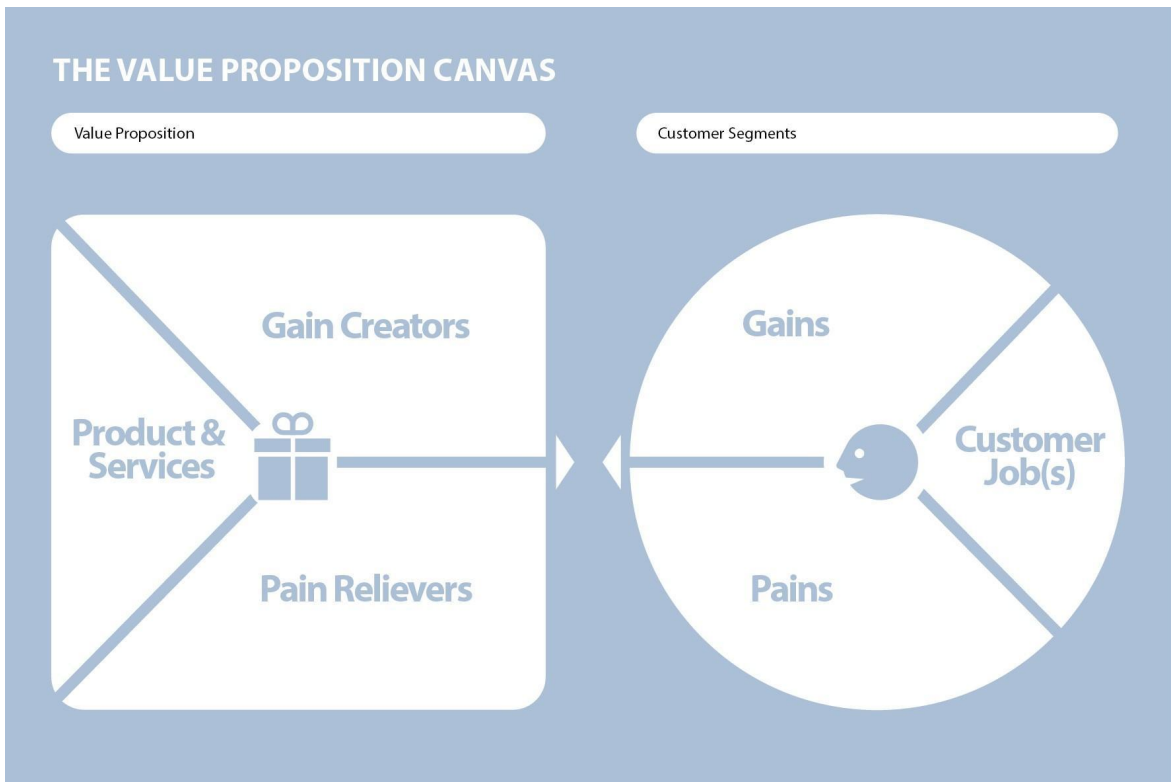 THE VALUE PROPOSITION CANVAS
Value Proposition
Customer Segments
Gain Creators
Product &
Services
Pain Relievers
Gains
Customer
Job(s)
Pains